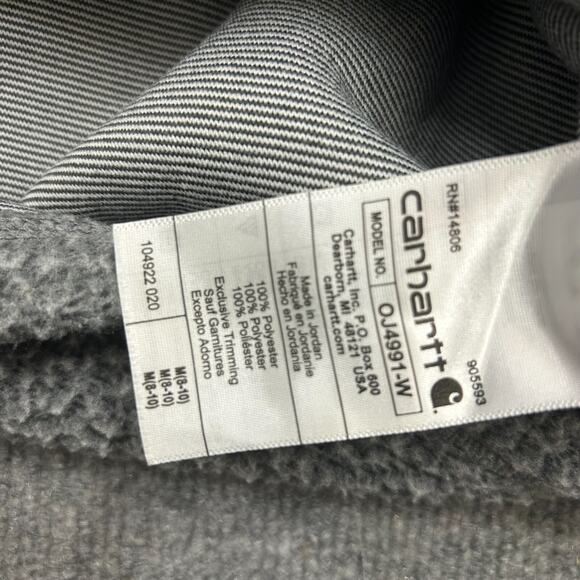 RN#14806
905593
carhartt
MODEL NO. OJ4991-W
Carhartt, Inc. P.O. Box 600
Dearborn, MI 48121 USA
carhartt.com
Made in Jordan
Fabriqué en Jordanie
Hecho en Jordania
100% Polyester
100% Polyester
100% Poliéster
Exclusive Trimming
Sauf Garnitures
Excepto Adorno
104922 020
M(8-10)
M(8-10)
M(8-10)